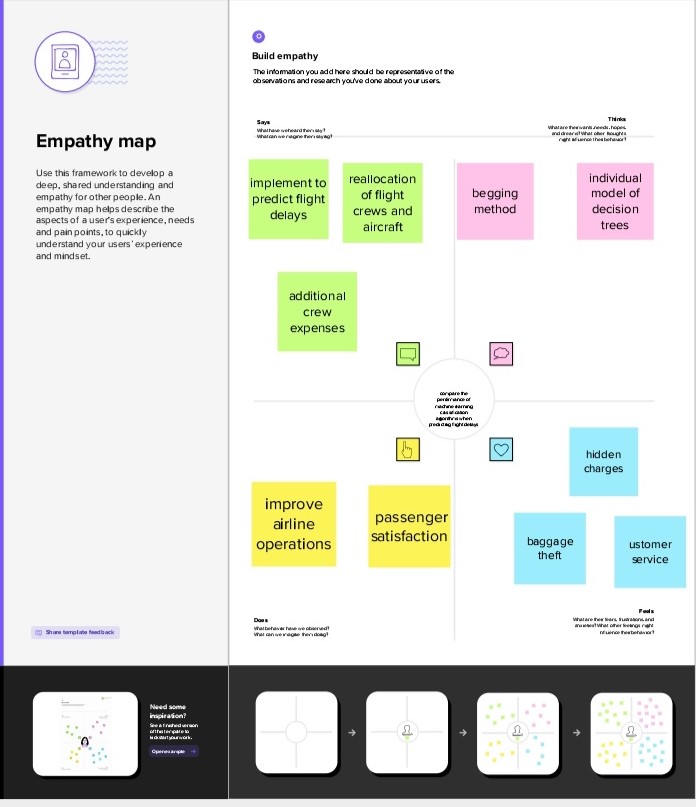 Empathy map
Use this framework to develop a
deep, shared understanding and
empathy for other people. An
empathy map helps describe the
aspects of a user's experience, needs
and pain points, to quickly
understand your users' experience
and mindset.
Share template feedback
Build empathy
The information you add here should be representative of the
observations and research you've done about your users.
Says
What have we heard them say?
What can we imagine them saying?
Thinks
What are their wants, needs, hopes,
and dreams? What other thoughts
might influence their behavior?
implement to
predict flight
delays
reallocation
of flight
crews and
aircraft
begging
method
individual
model of
decision
trees
additional
crew
expenses
compare the
performance of
machine learning
classification
algorithms when
predicting flight delays
improve
airline
operations
passenger
satisfaction
hidden
charges
baggage
theft
ustomer
service
Does
What behavior have we observed?
What can we imagine them doing?
Feels
What are their fears, frustrations, and
anxieties? What other feelings might
influence their behavior?
Need some
inspiration?
See a finished version
of this template to
kickstart your work.
Open example